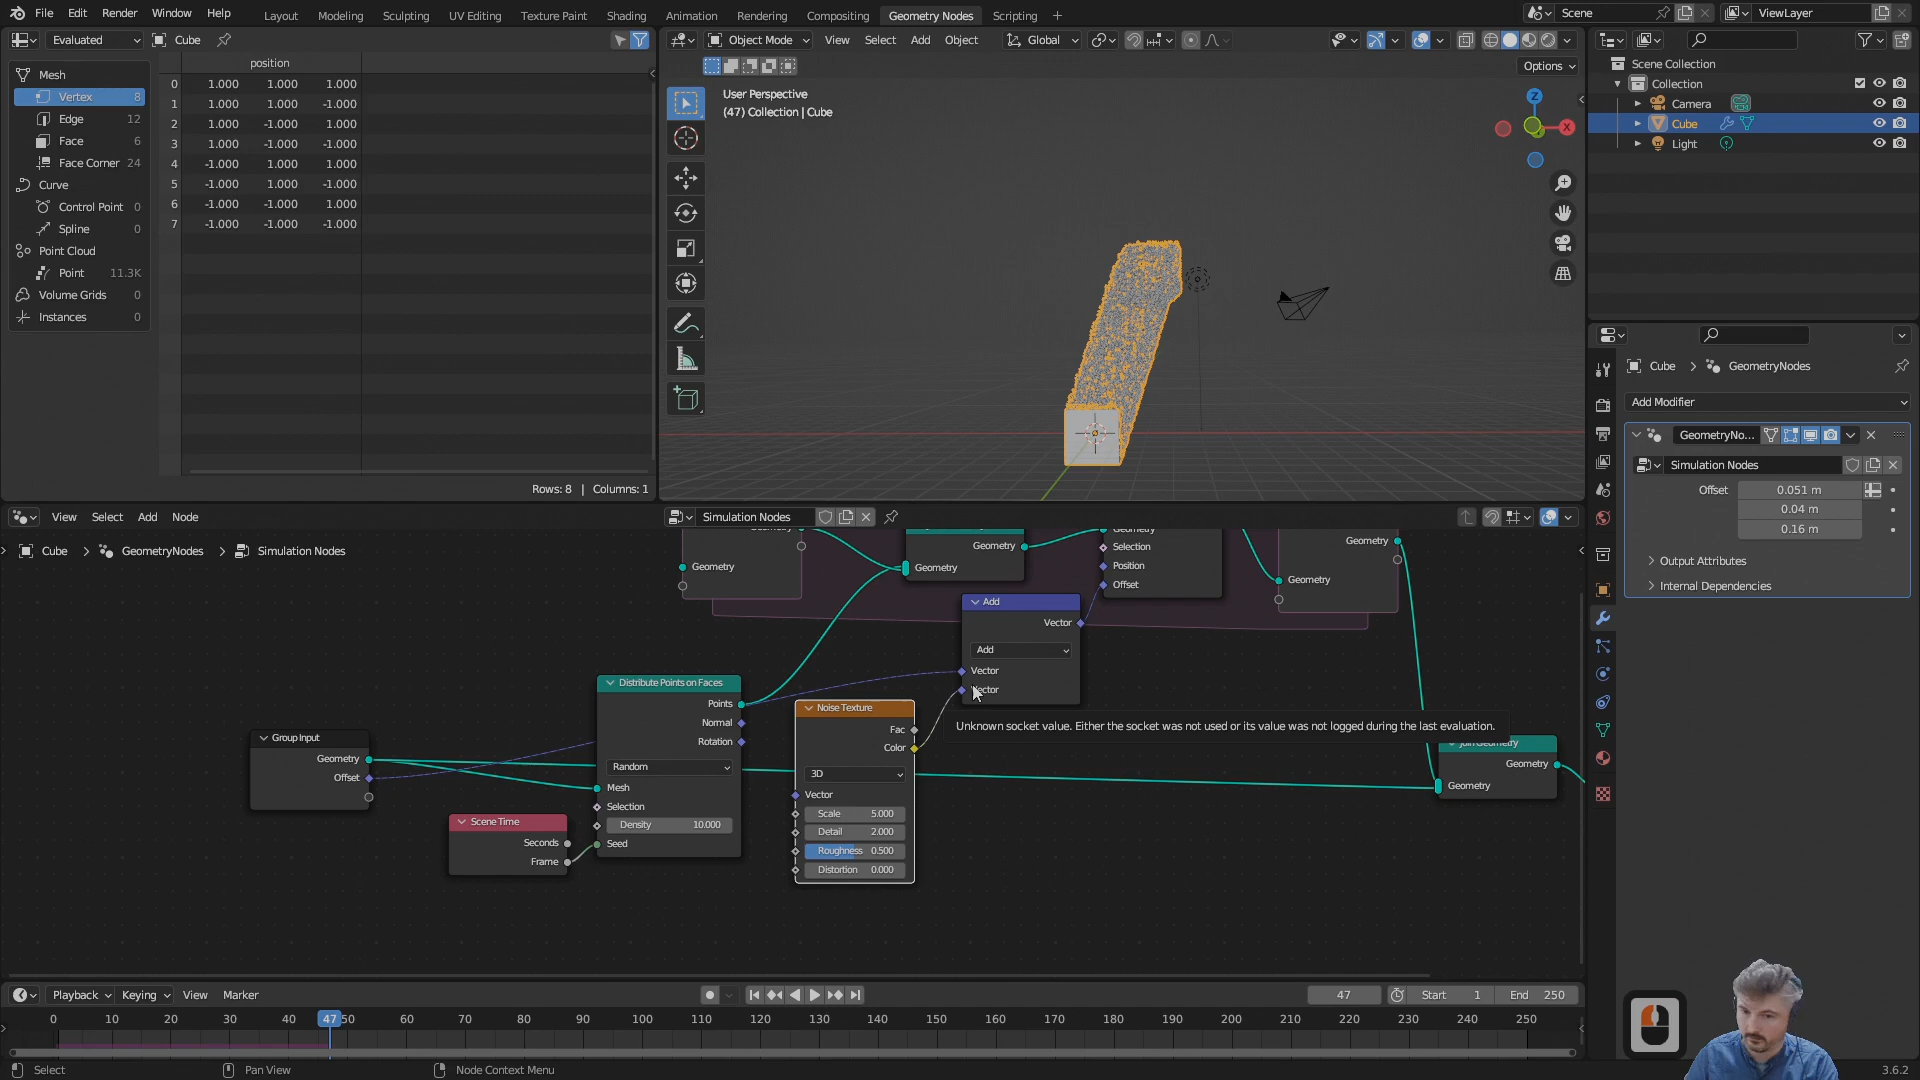 File Edit Render Window Help Layout Modeling Sculpting UV Editing Texture Paint Shading Animation Rendering Compositing Geometry Nodes Scripting + Scene ViewLayer
Evaluated Cube
Mesh
Vertex 8
Edge 12
Face 6
Face Corner 24
Curve
Control Point 0
Spline 0
Point Cloud
Point 11.3K
Volume Grids 0
Instances 0
position
0 1.000 1.000 1.000
1 1.000 1.000 -1.000
2 1.000 -1.000 1.000
3 1.000 -1.000 -1.000
4 -1.000 1.000 1.000
5 -1.000 1.000 -1.000
6 -1.000 -1.000 1.000
7 -1.000 -1.000 -1.000
Rows: 8 | Columns: 1
Object Mode View Select Add Object Global
Options
User Perspective
(47) Collection | Cube
Z
X
Scene Collection
Collection
Camera
Cube
Light
Cube GeometryNodes
Add Modifier
GeometryNo...
Simulation Nodes
Offset 0.051 m
0.04 m
0.16 m
Output Attributes
Internal Dependencies
View Select Add Node Simulation Nodes
Cube > GeometryNodes > Simulation Nodes
Geometry
Geometry
Geometry
Selection
Position
Offset
Geometry
Geometry
Add
Vector
Add
Vector
Vector
Unknown socket value. Either the socket was not used or its value was not logged during the last evaluation.
Distribute Points on Faces
Points
Normal
Rotation
Random
Mesh
Selection
Density 10.000
Seed
Noise Texture
Fac
Color
3D
Vector
Scale 5.000
Detail 2.000
Roughness 0.500
Distortion 0.000
Group Input
Geometry
Offset
Scene Time
Seconds
Frame
Join Geometry
Geometry
Geometry
Playback Keying View Marker 47 Start 1 End 250
0 10 20 30 40 47 50 60 70 80 90 100 110 120 130 140 150 160 170 180 190 200 210 220 230 240 250
Select Pan View Node Context Menu 3.6.2